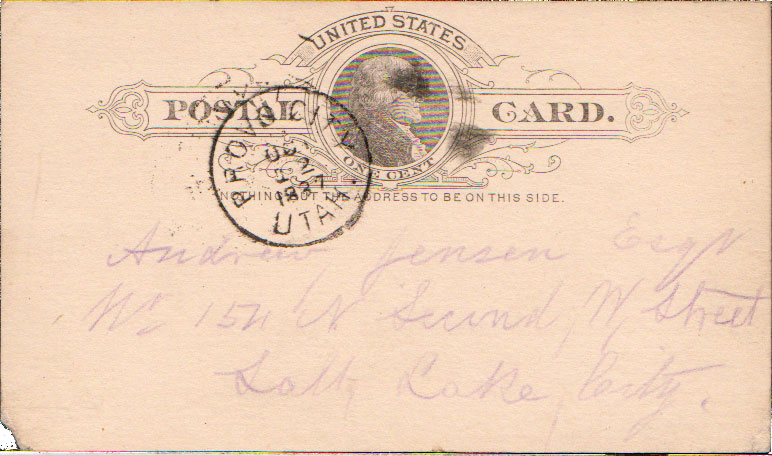 UNITED STATES
POSTAL CARD.
ONE CENT
NOTHING BUT THE ADDRESS TO BE ON THIS SIDE.
PROVO CITY
UTAH
Andrew Jensen Esqr
154 N Second W Street
Salt Lake City.